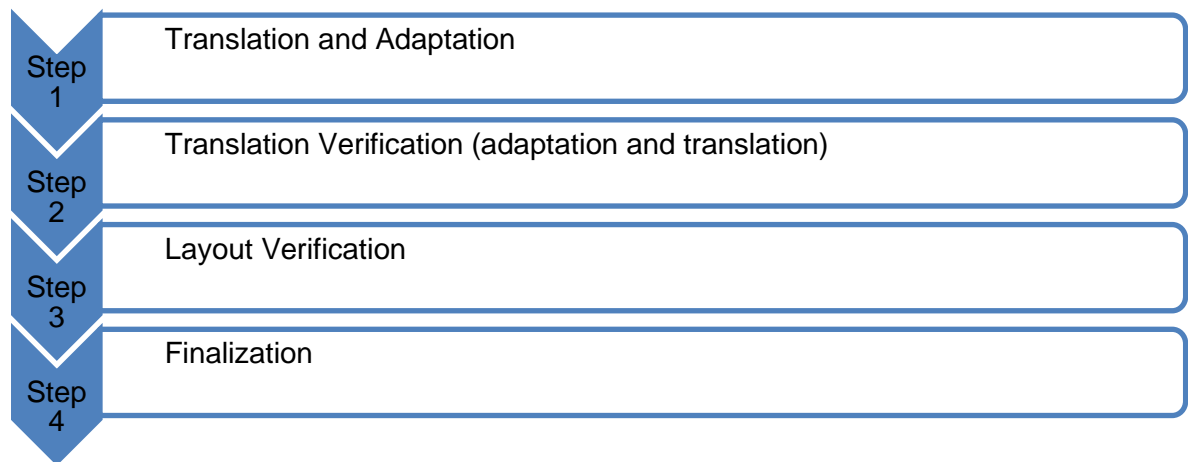 Step
1
Translation and Adaptation
Step
2
Translation Verification (adaptation and translation)
Step
3
Layout Verification
Step
4
Finalization